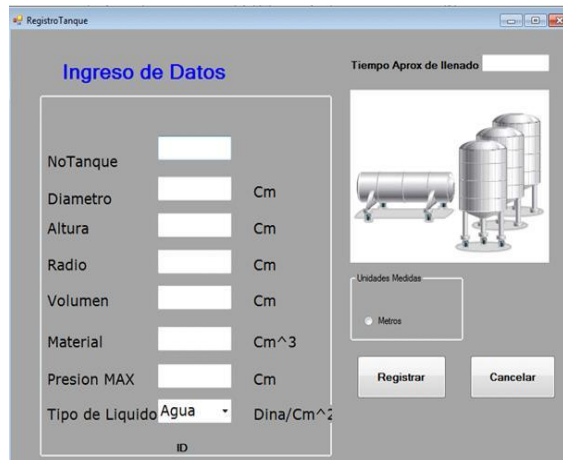 RegistroTanque
Ingreso de Datos
Tiempo Aprox de llenado
NoTanque
Diametro Cm
Altura Cm
Radio Cm
Volumen Cm
Material Cm^3
Presion MAX Cm
Tipo de Liquido Agua Dina/Cm^2
ID
Unidades Medidas
Metros
Registrar
Cancelar